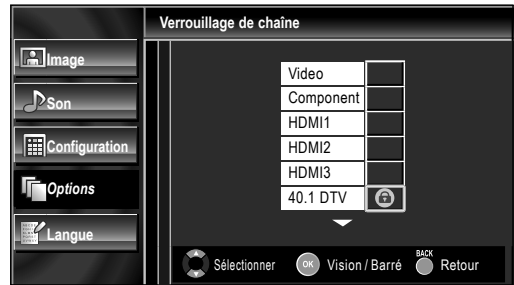 Verrouillage de chaîne
Image
Son
Configuration
Options
Langue
Video
Component
HDMI1
HDMI2
HDMI3
40.1 DTV
Sélectionner
OK Vision / Barré
BACK
Retour